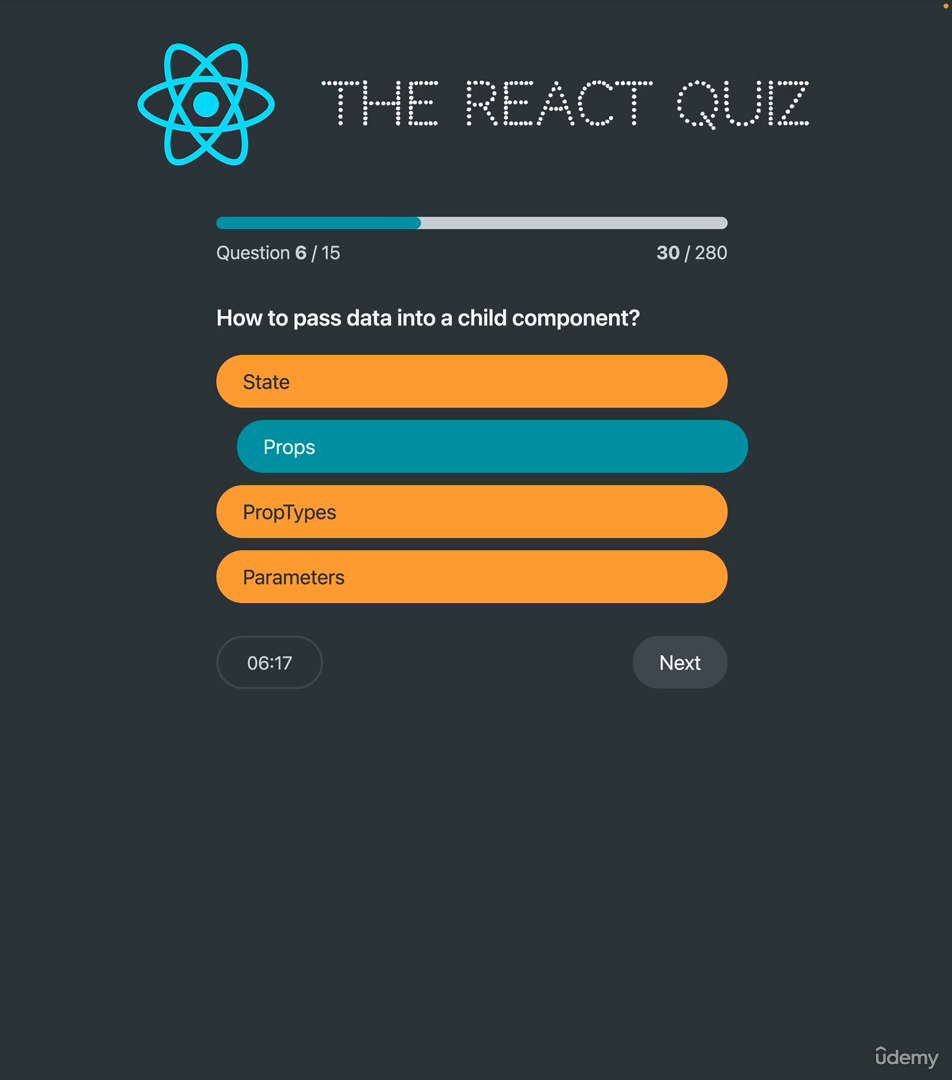 THE REACT QUIZ
Question 6 / 15
30 / 280
How to pass data into a child component?
State
Props
PropTypes
Parameters
06:17
Next
ûdemy